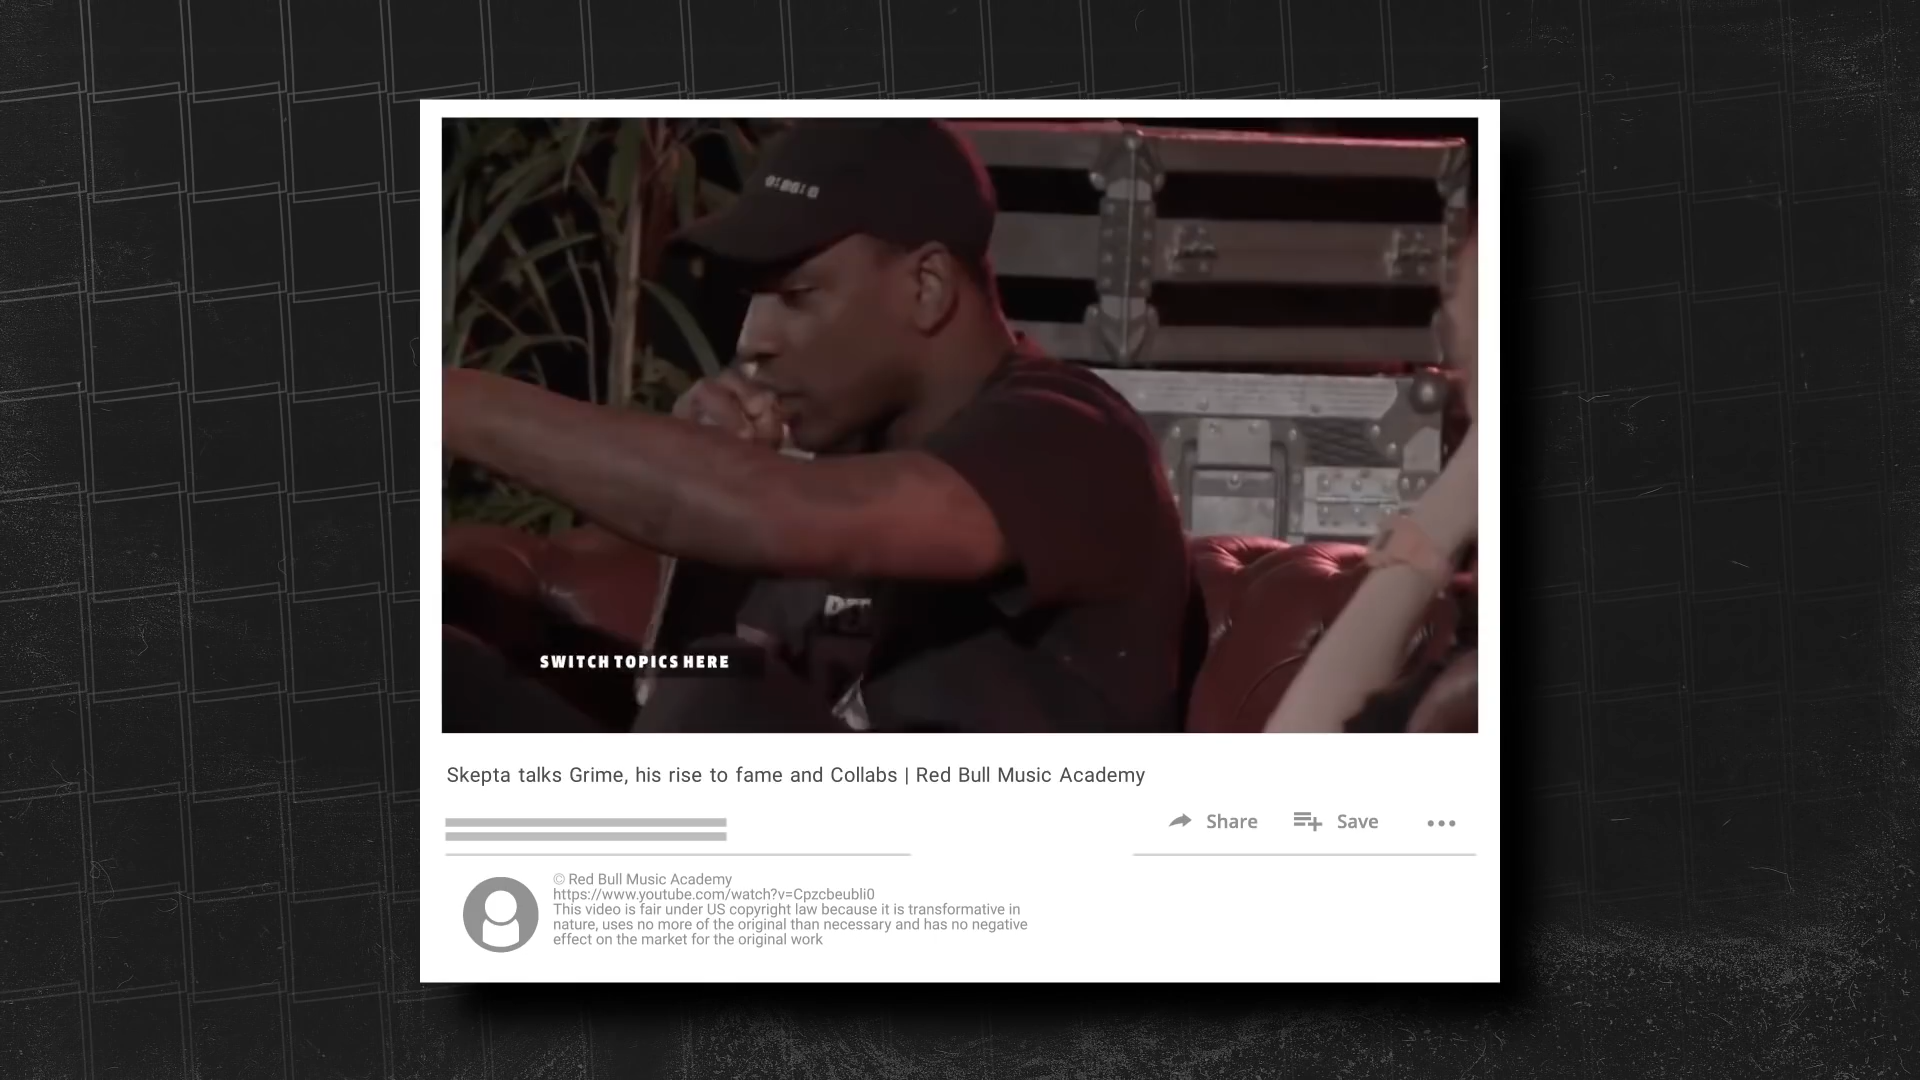 SWITCH TOPICS HERE
Skepta talks Grime, his rise to fame and Collabs | Red Bull Music Academy
Share
Save
© Red Bull Music Academy
https://www.youtube.com/watch?v=Cpzcbeubli0
This video is fair under US copyright law because it is transformative in
nature, uses no more of the original than necessary and has no negative
effect on the market for the original work